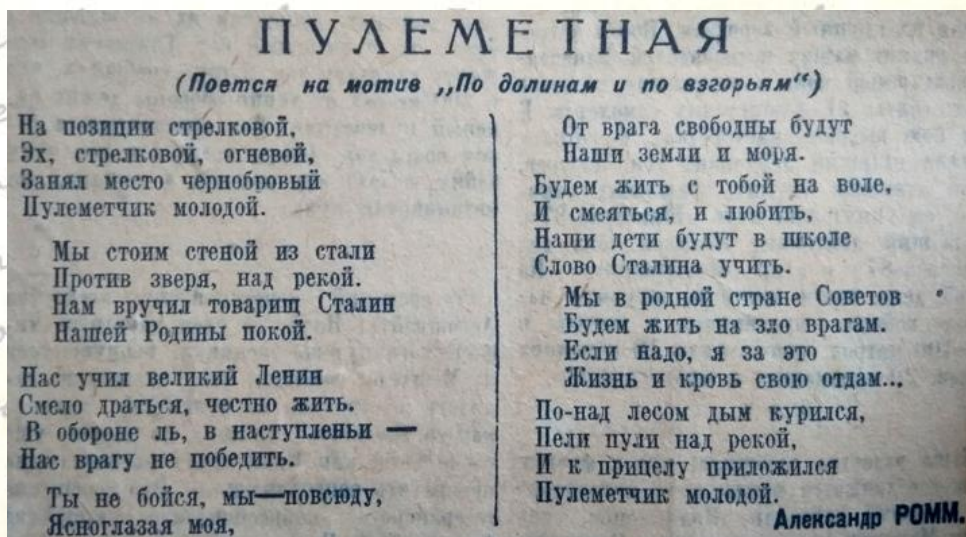 ПУЛЕМЕТНАЯ
(Поется на мотив „По долинам и по взгорьям“)
На позиции стрелковой,
Эх, стрелковой, огневой,
Занял место чернобровый
Пулеметчик молодой.
Мы стоим стеной из стали
Против зверя, над рекой.
Нам вручил товарищ Сталин
Нашей Родины покой.
Нас учил великий Ленин
Смело драться, честно жить.
В обороне ль, в наступленьи —
Нас врагу не победить.
Ты не бойся, мы—повсюду,
Ясноглазая моя,
От врага свободны будут
Наши земли и моря.
Будем жить с тобой на воле,
И смеяться, и любить,
Наши дети будут в школе
Слово Сталина учить.
Мы в родной стране Советов
Будем жить на зло врагам.
Если надо, я за это
Жизнь и кровь свою отдам...
По-над лесом дым курился,
Пели пули над рекой,
И к прицелу приложился
Пулеметчик молодой.
Александр РОММ.